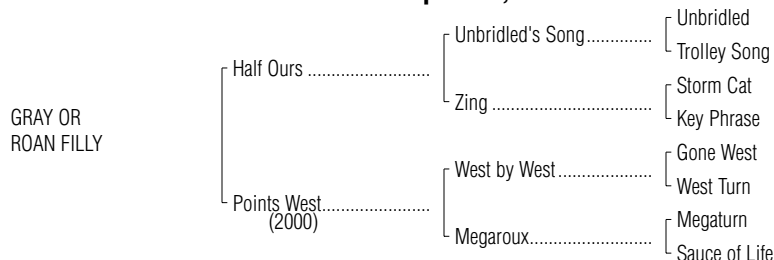 Unbridled
Unbridled's Song
Trolley Song
Half Ours
Storm Cat
Zing
Key Phrase
GRAY OR
ROAN FILLY
Gone West
West by West
West Turn
Points West
(2000)
Megaturn
Megaroux
Sauce of Life